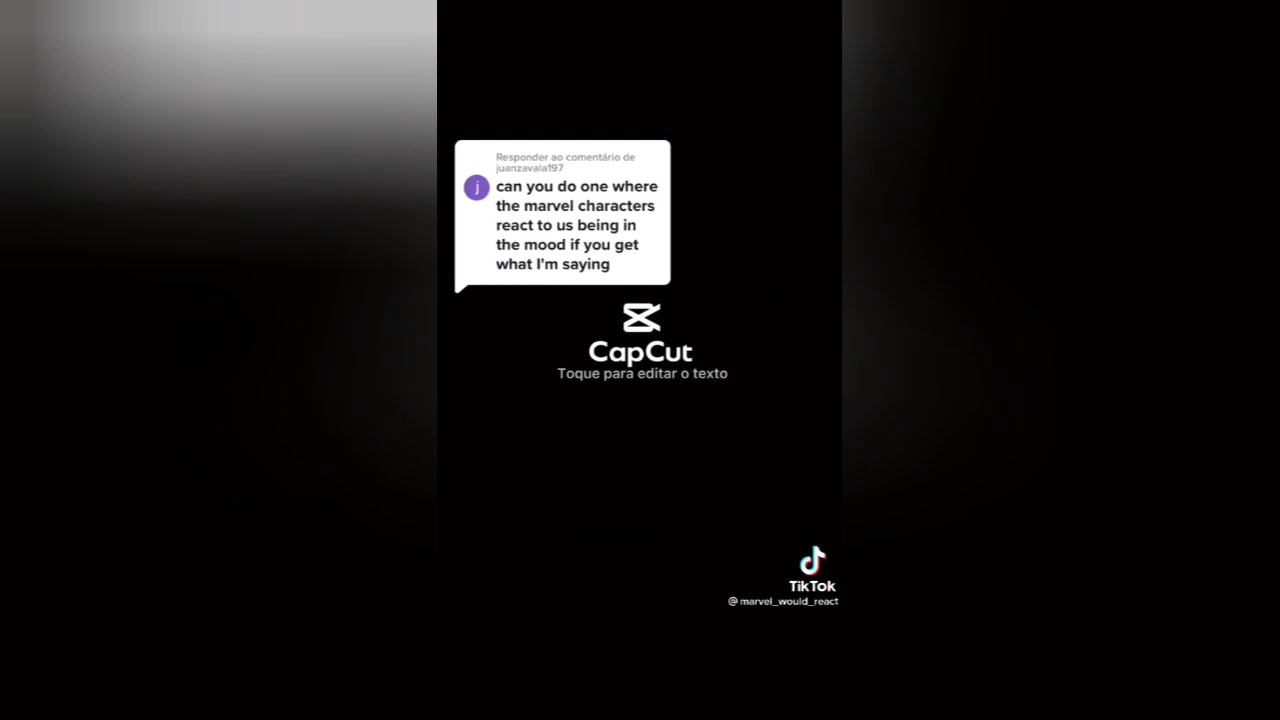 Responder ao comentário de
juanzavala197
j
can you do one where
the marvel characters
react to us being in
the mood if you get
what I'm saying
CapCut
Toque para editar o texto
TikTok
@marvel_would_react